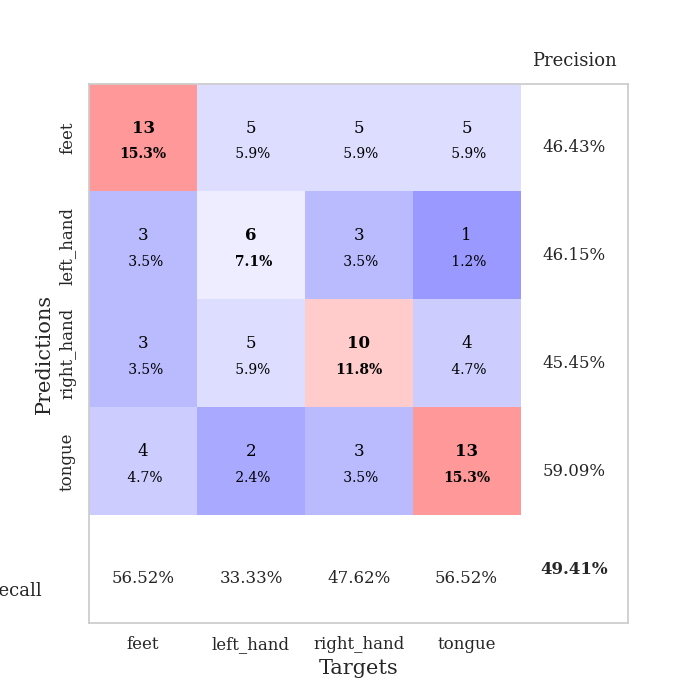 Precision
feet 13 5 5 5 46.43%
15.3% 5.9% 5.9% 5.9%
left_hand 3 6 3 1 46.15%
3.5% 7.1% 3.5% 1.2%
right_hand 3 5 10 4 45.45%
3.5% 5.9% 11.8% 4.7%
tongue 4 2 3 13 59.09%
4.7% 2.4% 3.5% 15.3%
Predictions
ecall 56.52% 33.33% 47.62% 56.52% 49.41%
feet left_hand right_hand tongue
Targets